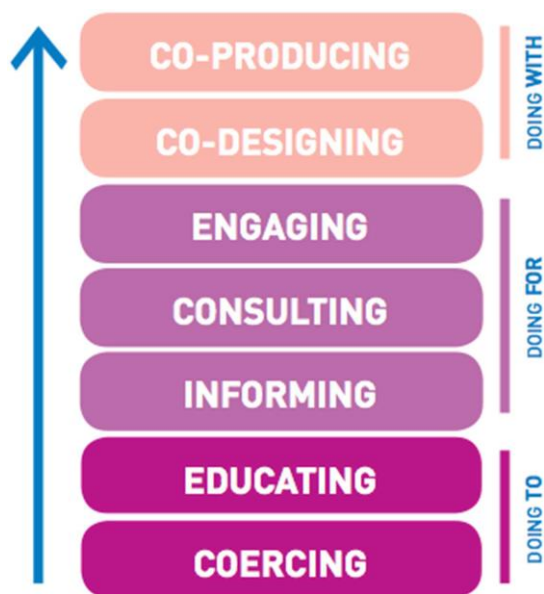 CO-PRODUCING
CO-DESIGNING
DOING WITH
ENGAGING
CONSULTING
INFORMING
DOING FOR
EDUCATING
COERCING
DOING TO